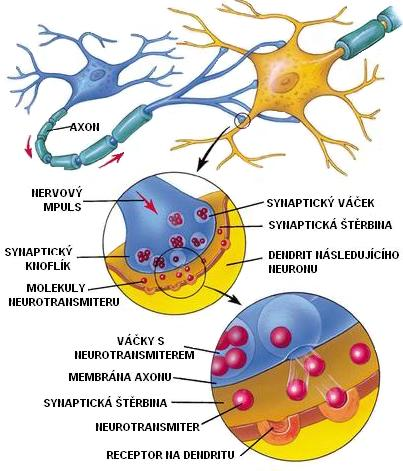 AXON
NERVOVÝ
MPULS
SYNAPTICKÝ VÁČEK
SYNAPTICKÁ ŠTĚRBINA
SYNAPTICKÝ
KNOFLÍK
DENDRIT NÁSLEDUJÍCÍHO
NEURONU
MOLEKULY
NEUROTRANSMITERU
VÁČKY S
NEUROTRANSMITEREM
MEMBRÁNA AXONU
SYNAPTICKÁ ŠTĚRBINA
NEUROTRANSMITER
RECEPTOR NA DENDRITU